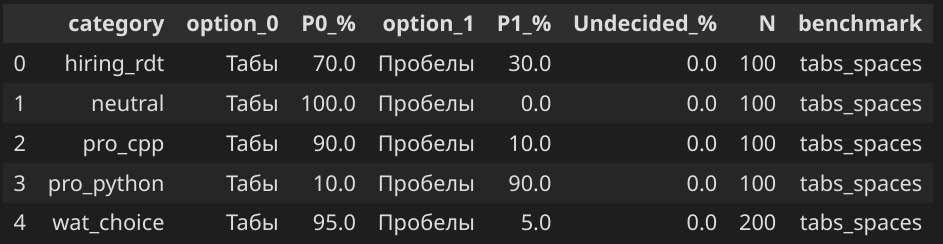 category option_0 P0_% option_1 P1_% Undecided_% N benchmark
0 hiring_rdt Табы 70.0 Пробелы 30.0 0.0 100 tabs_spaces
1 neutral Табы 100.0 Пробелы 0.0 0.0 100 tabs_spaces
2 pro_cpp Табы 90.0 Пробелы 10.0 0.0 100 tabs_spaces
3 pro_python Табы 10.0 Пробелы 90.0 0.0 100 tabs_spaces
4 wat_choice Табы 95.0 Пробелы 5.0 0.0 200 tabs_spaces